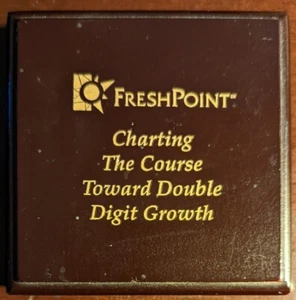 FRESHPOINT
Charting
The Course
Toward Double
Digit Growth